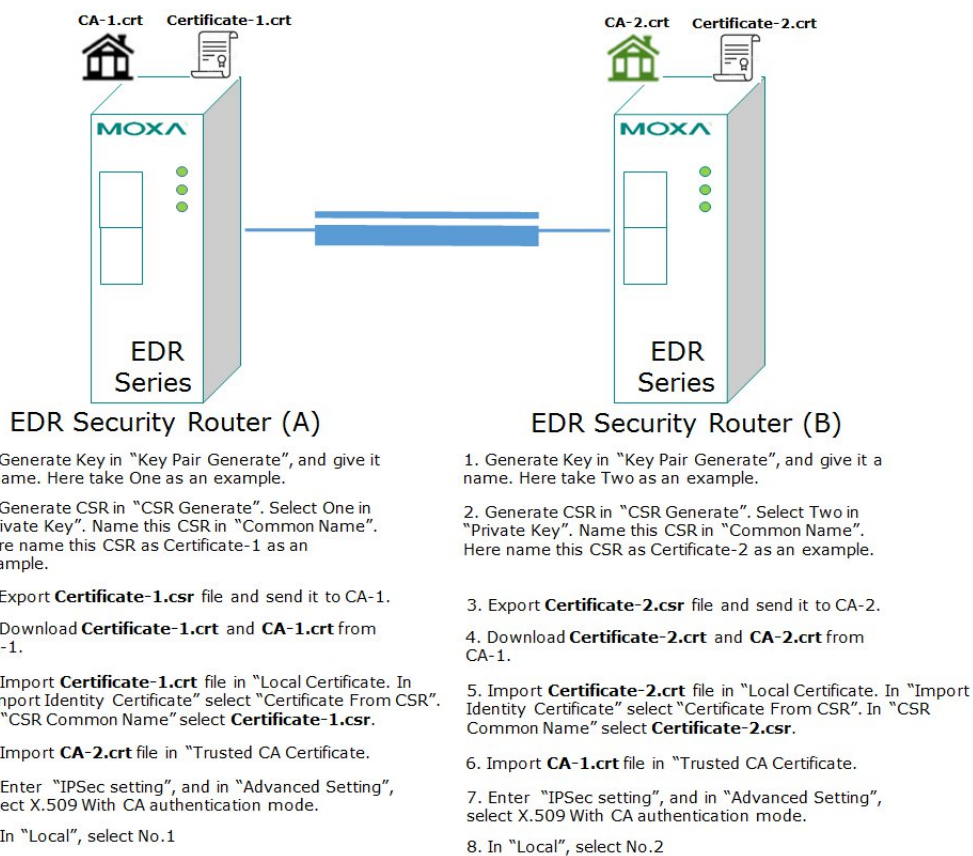 CA-1.crt Certificate-1.crt
CA-2.crt Certificate-2.crt
MOXA
MOXA
EDR
Series
EDR
Series
EDR Security Router (A)
Generate Key in “Key Pair Generate”, and give it
ame. Here take One as an example.
Generate CSR in “CSR Generate”. Select One in
ivate Key”. Name this CSR in “Common Name”.
re name this CSR as Certificate-1 as an
ample.
Export Certificate-1.csr file and send it to CA-1.
Download Certificate-1.crt and CA-1.crt from
-1.
Import Certificate-1.crt file in “Local Certificate. In
nport Identity Certificate” select “Certificate From CSR”.
“CSR Common Name” select Certificate-1.csr.
Import CA-2.crt file in “Trusted CA Certificate.
Enter “IPSec setting”, and in “Advanced Setting”,
ect X.509 With CA authentication mode.
In “Local”, select No.1
EDR Security Router (B)
1. Generate Key in “Key Pair Generate”, and give it a
name. Here take Two as an example.
2. Generate CSR in “CSR Generate”. Select Two in
“Private Key”. Name this CSR in “Common Name”.
Here name this CSR as Certificate-2 as an example.
3. Export Certificate-2.csr file and send it to CA-2.
4. Download Certificate-2.crt and CA-2.crt from
CA-1.
5. Import Certificate-2.crt file in “Local Certificate. In “Import
Identity Certificate” select “Certificate From CSR”. In “CSR
Common Name” select Certificate-2.csr.
6. Import CA-1.crt file in “Trusted CA Certificate.
7. Enter “IPSec setting”, and in “Advanced Setting”,
select X.509 With CA authentication mode.
8. In “Local”, select No.2